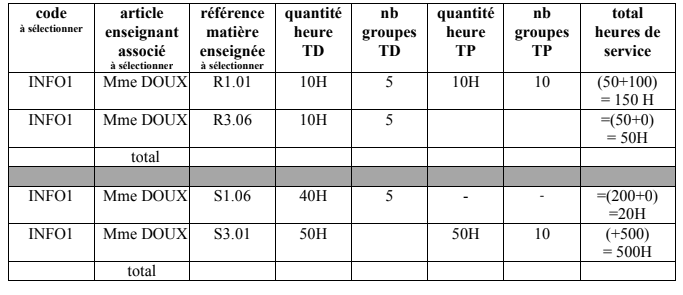 code article référence quantité nb quantité nb total
à sélectionner enseignant matière heure groupes heure groupes heures de
associé enseignée TD TD TP TP service
à sélectionner à sélectionner
INFO1 Mme DOUX R1.01 10H 5 10H 10 (50+100)
= 150 H
INFO1 Mme DOUX R3.06 10H 5 =(50+0)
= 50H
total
INFO1 Mme DOUX S1.06 40H 5 - - =(200+0)
=20H
INFO1 Mme DOUX S3.01 50H 50H 10 (+500)
= 500H
total